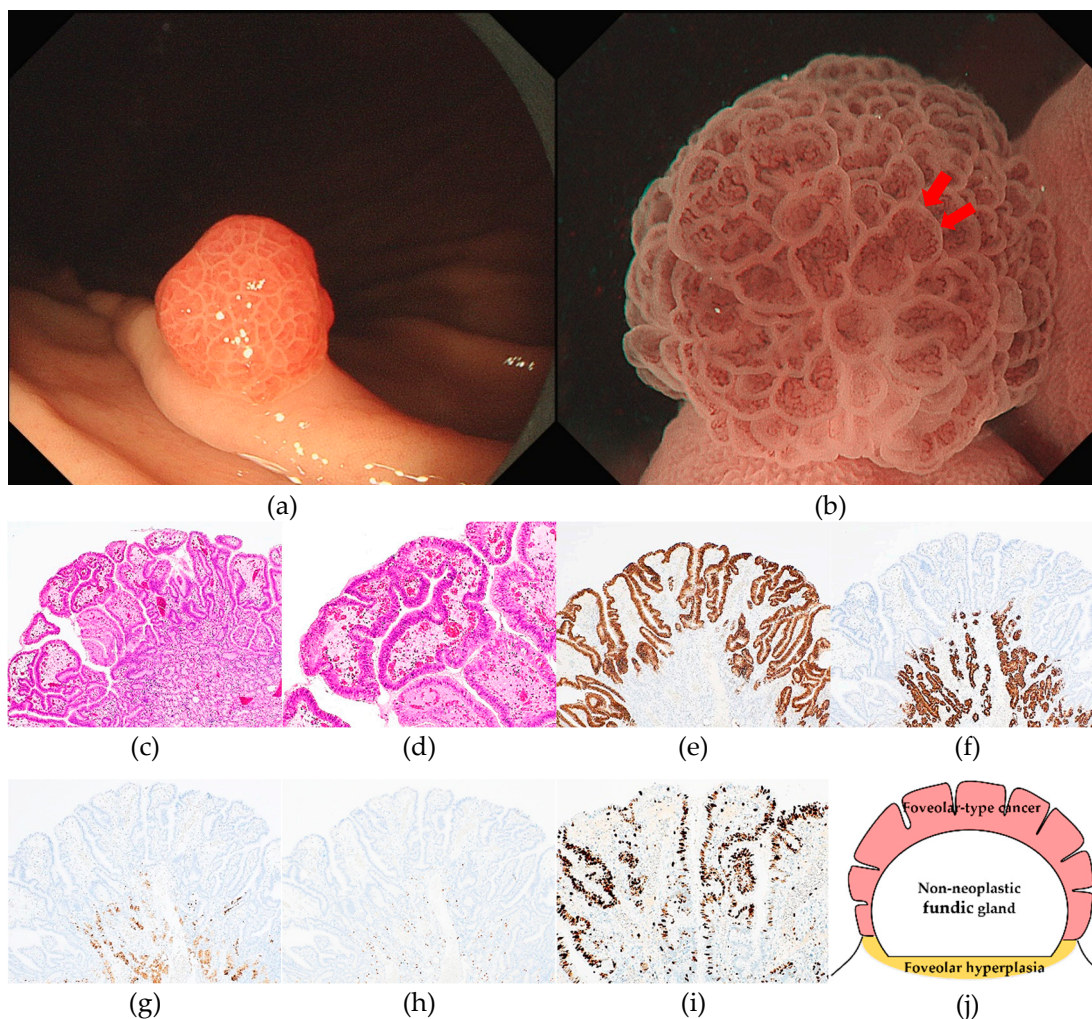 (a)
(b)
(c)
(d)
(e)
(f)
Foveolar-type cancer
Non-neoplastic
fundic gland
Foveolar hyperplasia
(g)
(h)
(i)
(j)